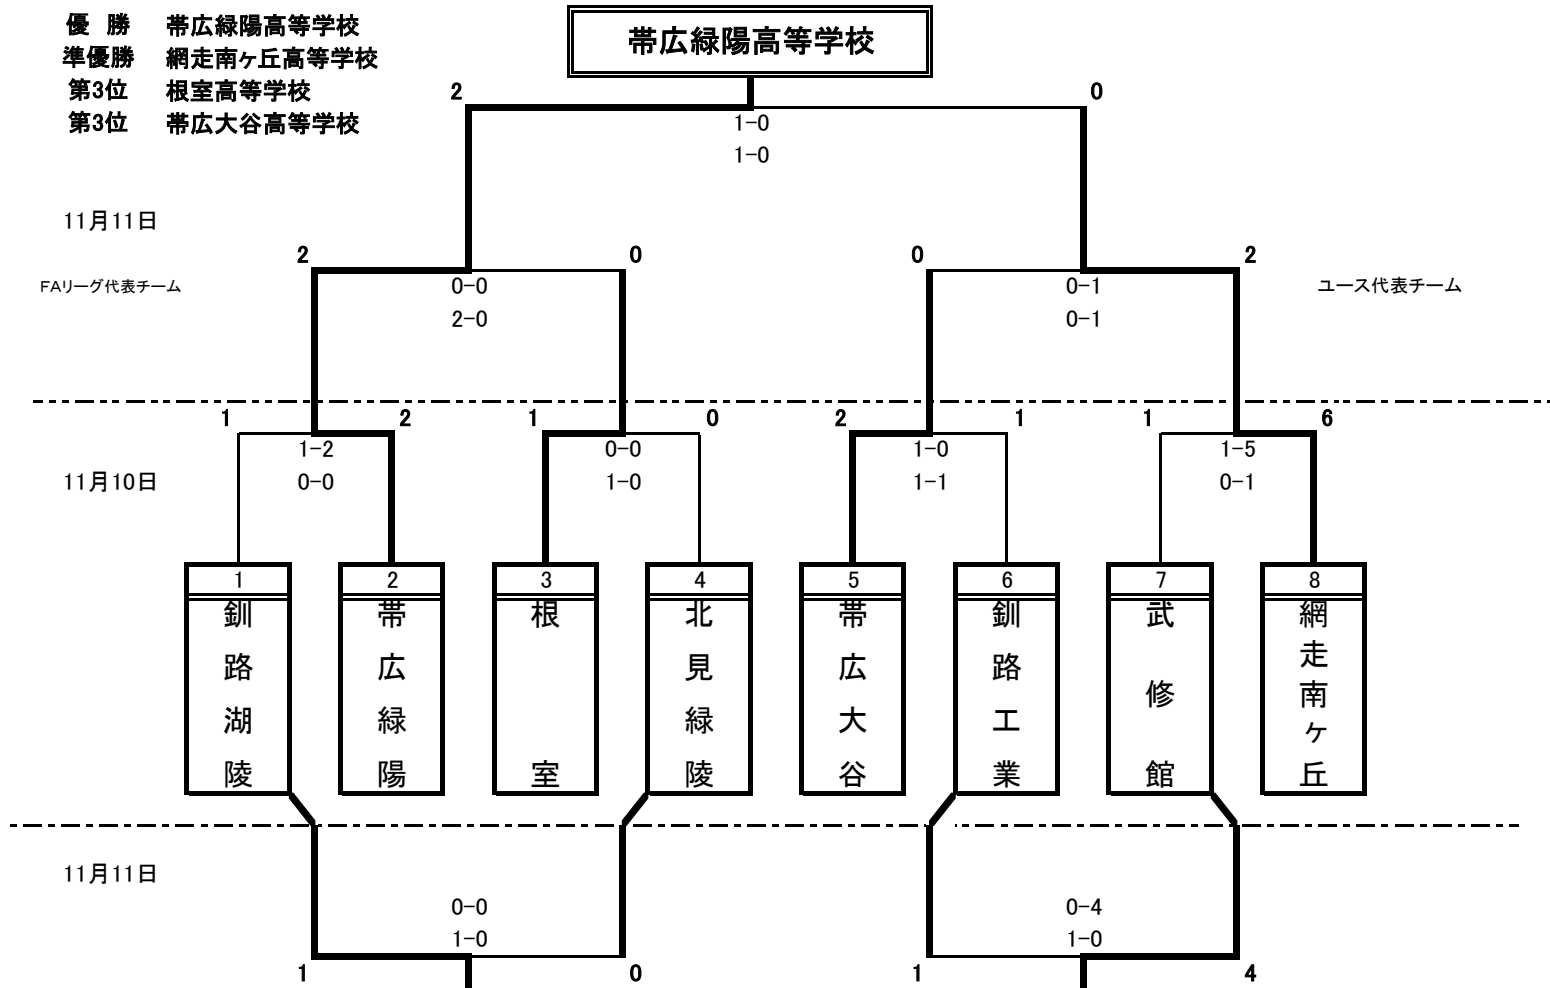 優 勝 帯広緑陽高等学校
準優勝 網走南ヶ丘高等学校
第3位 根室高等学校
第3位 帯広大谷高等学校
帯広緑陽高等学校
2 0
1-0
1-0
11月11日
2 0 0 2
FAリーグ代表チーム 0-0 0-1 ユース代表チーム
2-0 0-1
1 2 1 0 2 1 1 6
1-2 0-0 1-0 1-5
11月10日 0-0 1-0 1-1 0-1
1 2 3 4 5 6 7 8
釧路湖陵
帯広緑陽
根室
北見緑陵
帯広大谷
釧路工業
武修館
網走南ヶ丘
11月11日
0-0 0-4
1-0 1-0
1 0 1 4